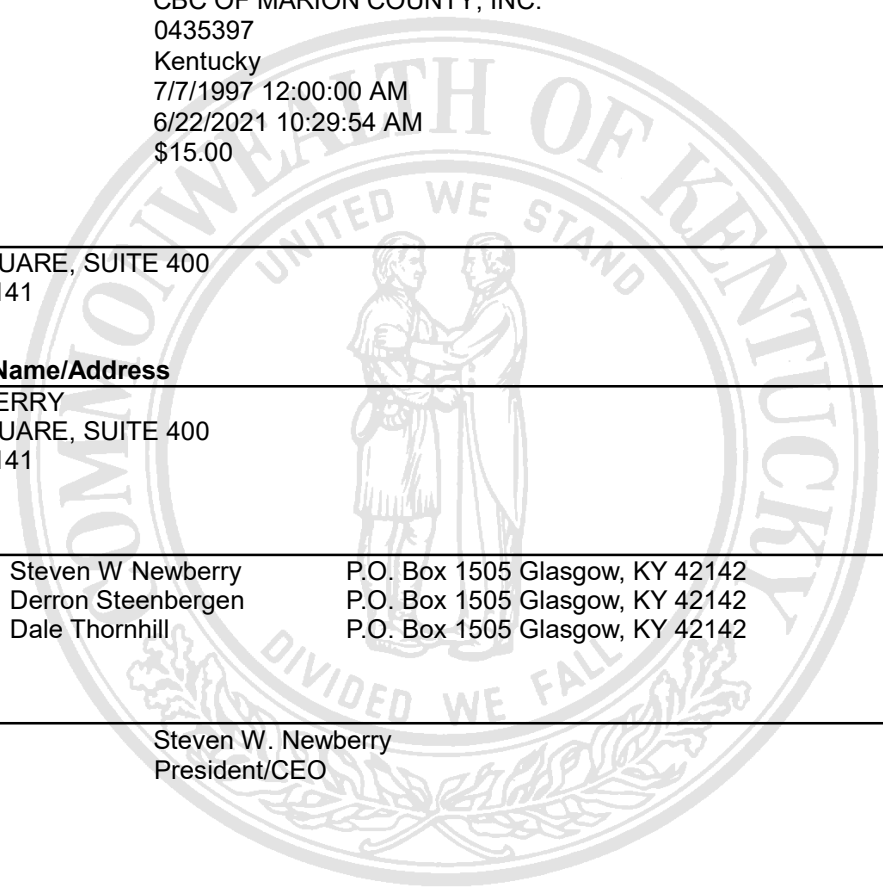 CBC OF MARION COUNTY, INC.
0435397
Kentucky
7/7/1997 12:00:00 AM
6/22/2021 10:29:54 AM
$15.00
UARE, SUITE 400
141
Name/Address
ERRY
UARE, SUITE 400
141
Steven W Newberry P.O. Box 1505 Glasgow, KY 42142
Derron Steenbergen P.O. Box 1505 Glasgow, KY 42142
Dale Thornhill P.O. Box 1505 Glasgow, KY 42142
Steven W. Newberry
President/CEO
COMMONWEALTH OF KENTUCKY
UNITED WE STAND
DIVIDED WE FALL